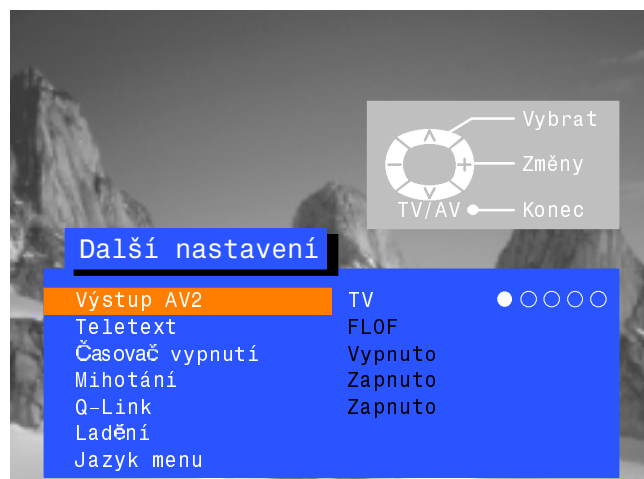 Vybrat
Změny
TV/AV Konec
Další nastavení
Výstup AV2 TV
Teletext FLOF
Časovač vypnutí Vypnuto
Mihotání Zapnuto
Q-Link Zapnuto
Ladění
Jazyk menu